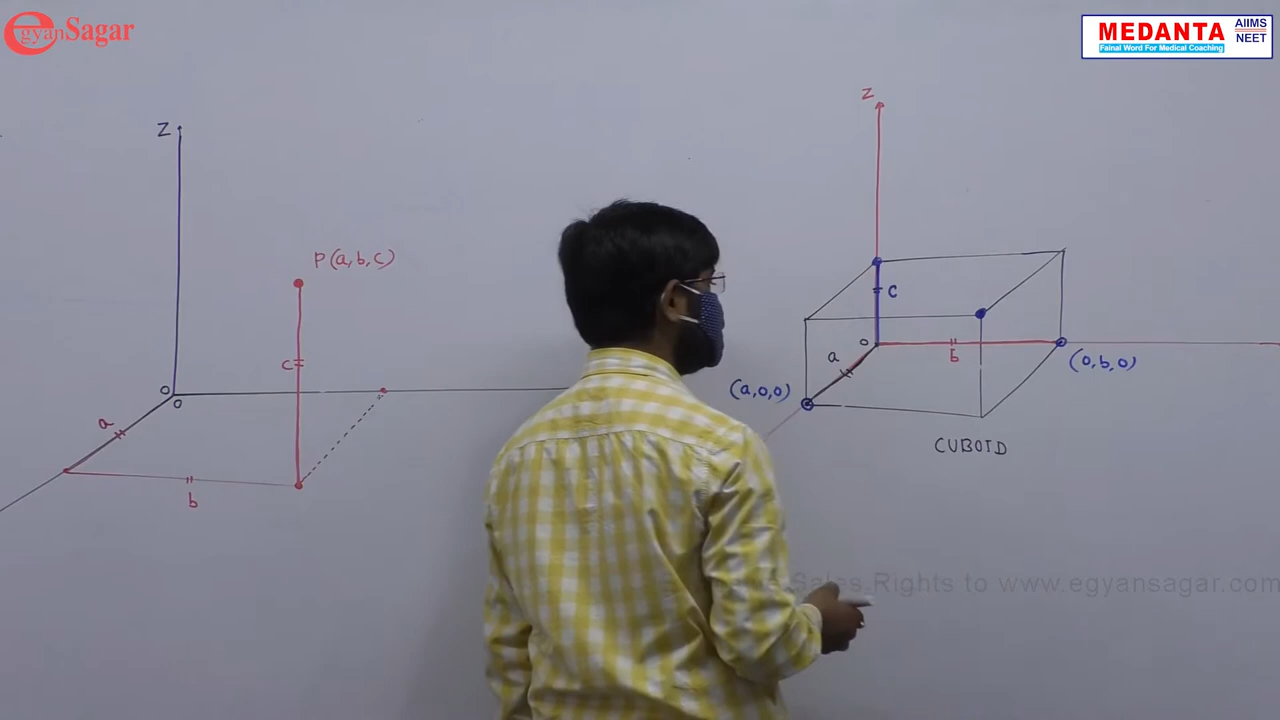 egyanSagar
MEDANTA
AIIMS
NEET
Fainal Word For Medical Coaching
Z
P(a,b,c)
c
O
O
a
b
Z
c
O
a
b
(a,0,0)
(0,b,0)
CUBOID
Sales Rights to www.egyansagar.com